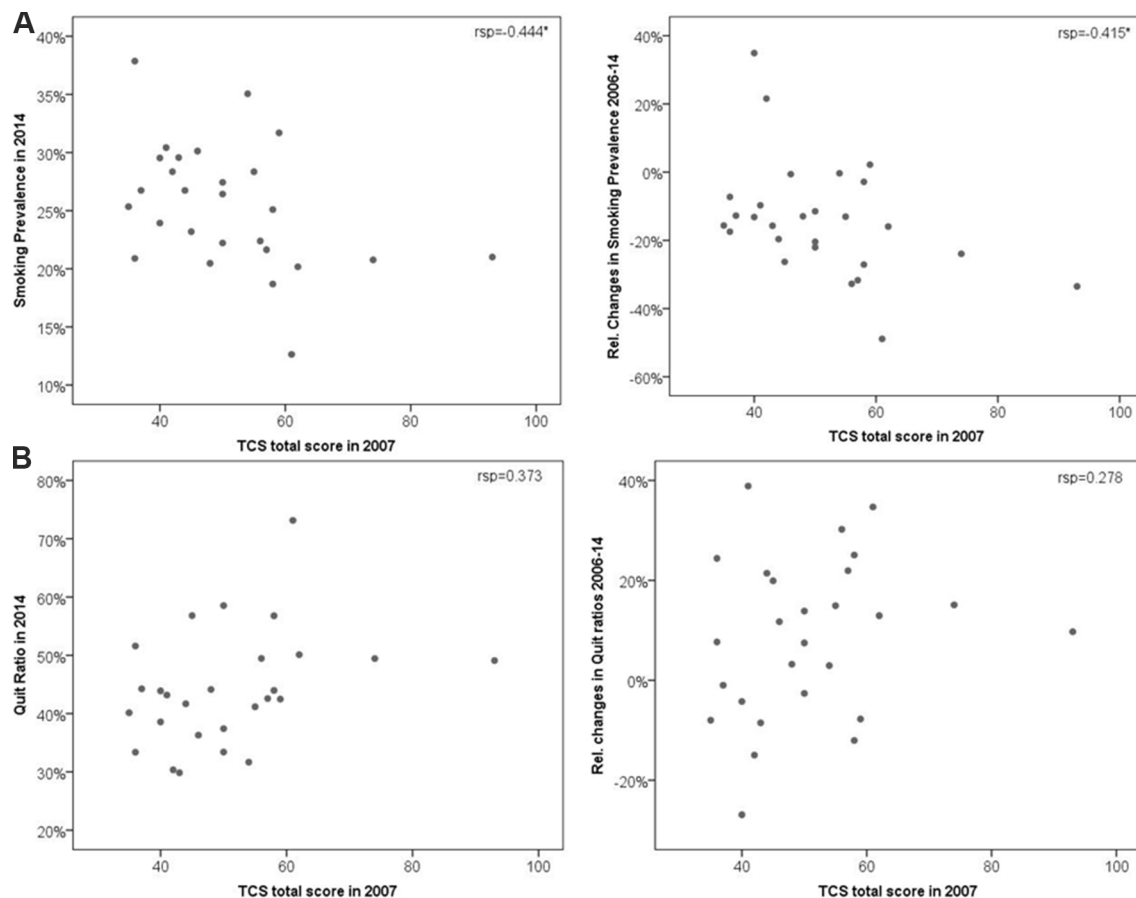 A
rsp=-0.444*
Smoking Prevalence in 2014
40%
35%
30%
25%
20%
15%
10%
40 60 80 100
TCS total score in 2007
rsp=-0.415*
Rel. Changes in Smoking Prevalence 2006-14
40%
20%
0%
-20%
-40%
-60%
40 60 80 100
TCS total score in 2007
B
rsp=0.373
Quit Ratio in 2014
80%
70%
60%
50%
40%
30%
20%
40 60 80 100
TCS total score in 2007
rsp=0.278
Rel. changes in Quit ratios 2006-14
40%
20%
0%
-20%
40 60 80 100
TCS total score in 2007